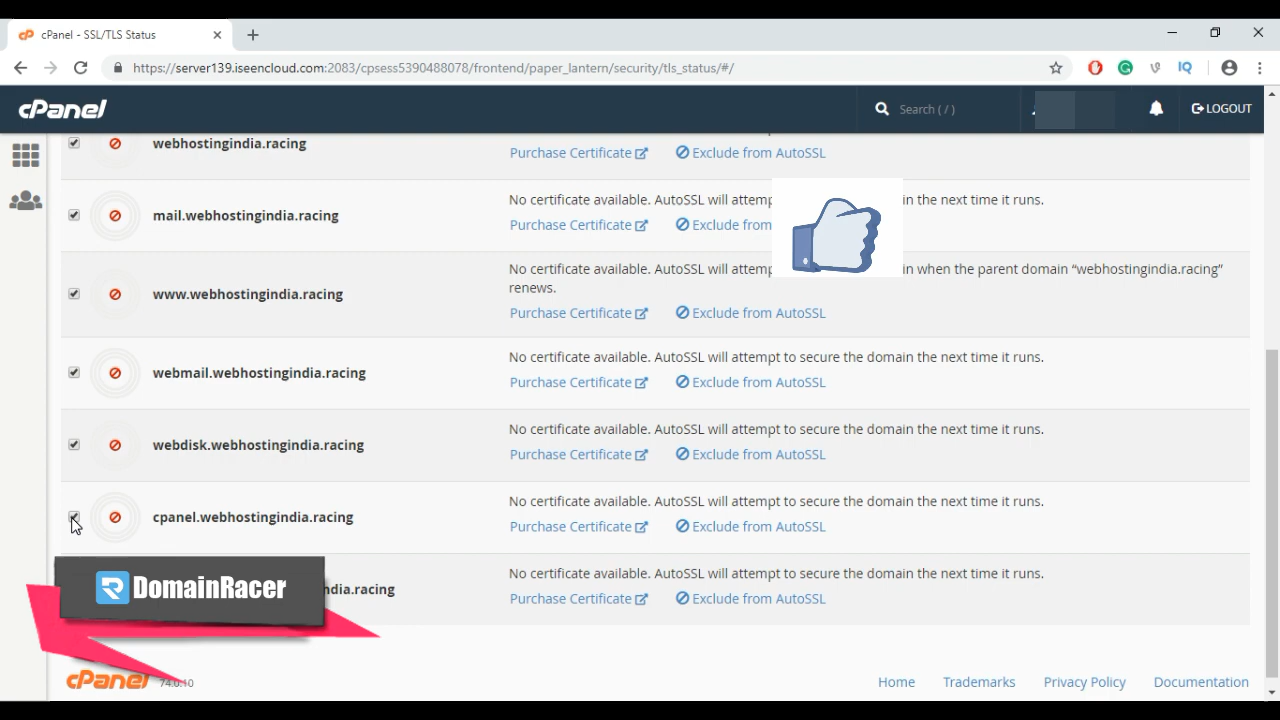 cPanel - SSL/TLS Status
https://server139.iseencloud.com:2083/cpsess5390488078/frontend/paper_lantern/security/tls_status/#/
IQ
cPanel
Search ( / )
LOGOUT
webhostingindia.racing
Purchase Certificate Exclude from AutoSSL
mail.webhostingindia.racing
No certificate available. AutoSSL will attemp in the next time it runs.
Purchase Certificate Exclude from
www.webhostingindia.racing
No certificate available. AutoSSL will attemp in when the parent domain “webhostingindia.racing”
renews.
Purchase Certificate Exclude from AutoSSL
webmail.webhostingindia.racing
No certificate available. AutoSSL will attempt to secure the domain the next time it runs.
Purchase Certificate Exclude from AutoSSL
webdisk.webhostingindia.racing
No certificate available. AutoSSL will attempt to secure the domain the next time it runs.
Purchase Certificate Exclude from AutoSSL
cpanel.webhostingindia.racing
No certificate available. AutoSSL will attempt to secure the domain the next time it runs.
Purchase Certificate Exclude from AutoSSL
DomainRacer
ndia.racing
No certificate available. AutoSSL will attempt to secure the domain the next time it runs.
Purchase Certificate Exclude from AutoSSL
cPanel 74.0.10
Home Trademarks Privacy Policy Documentation